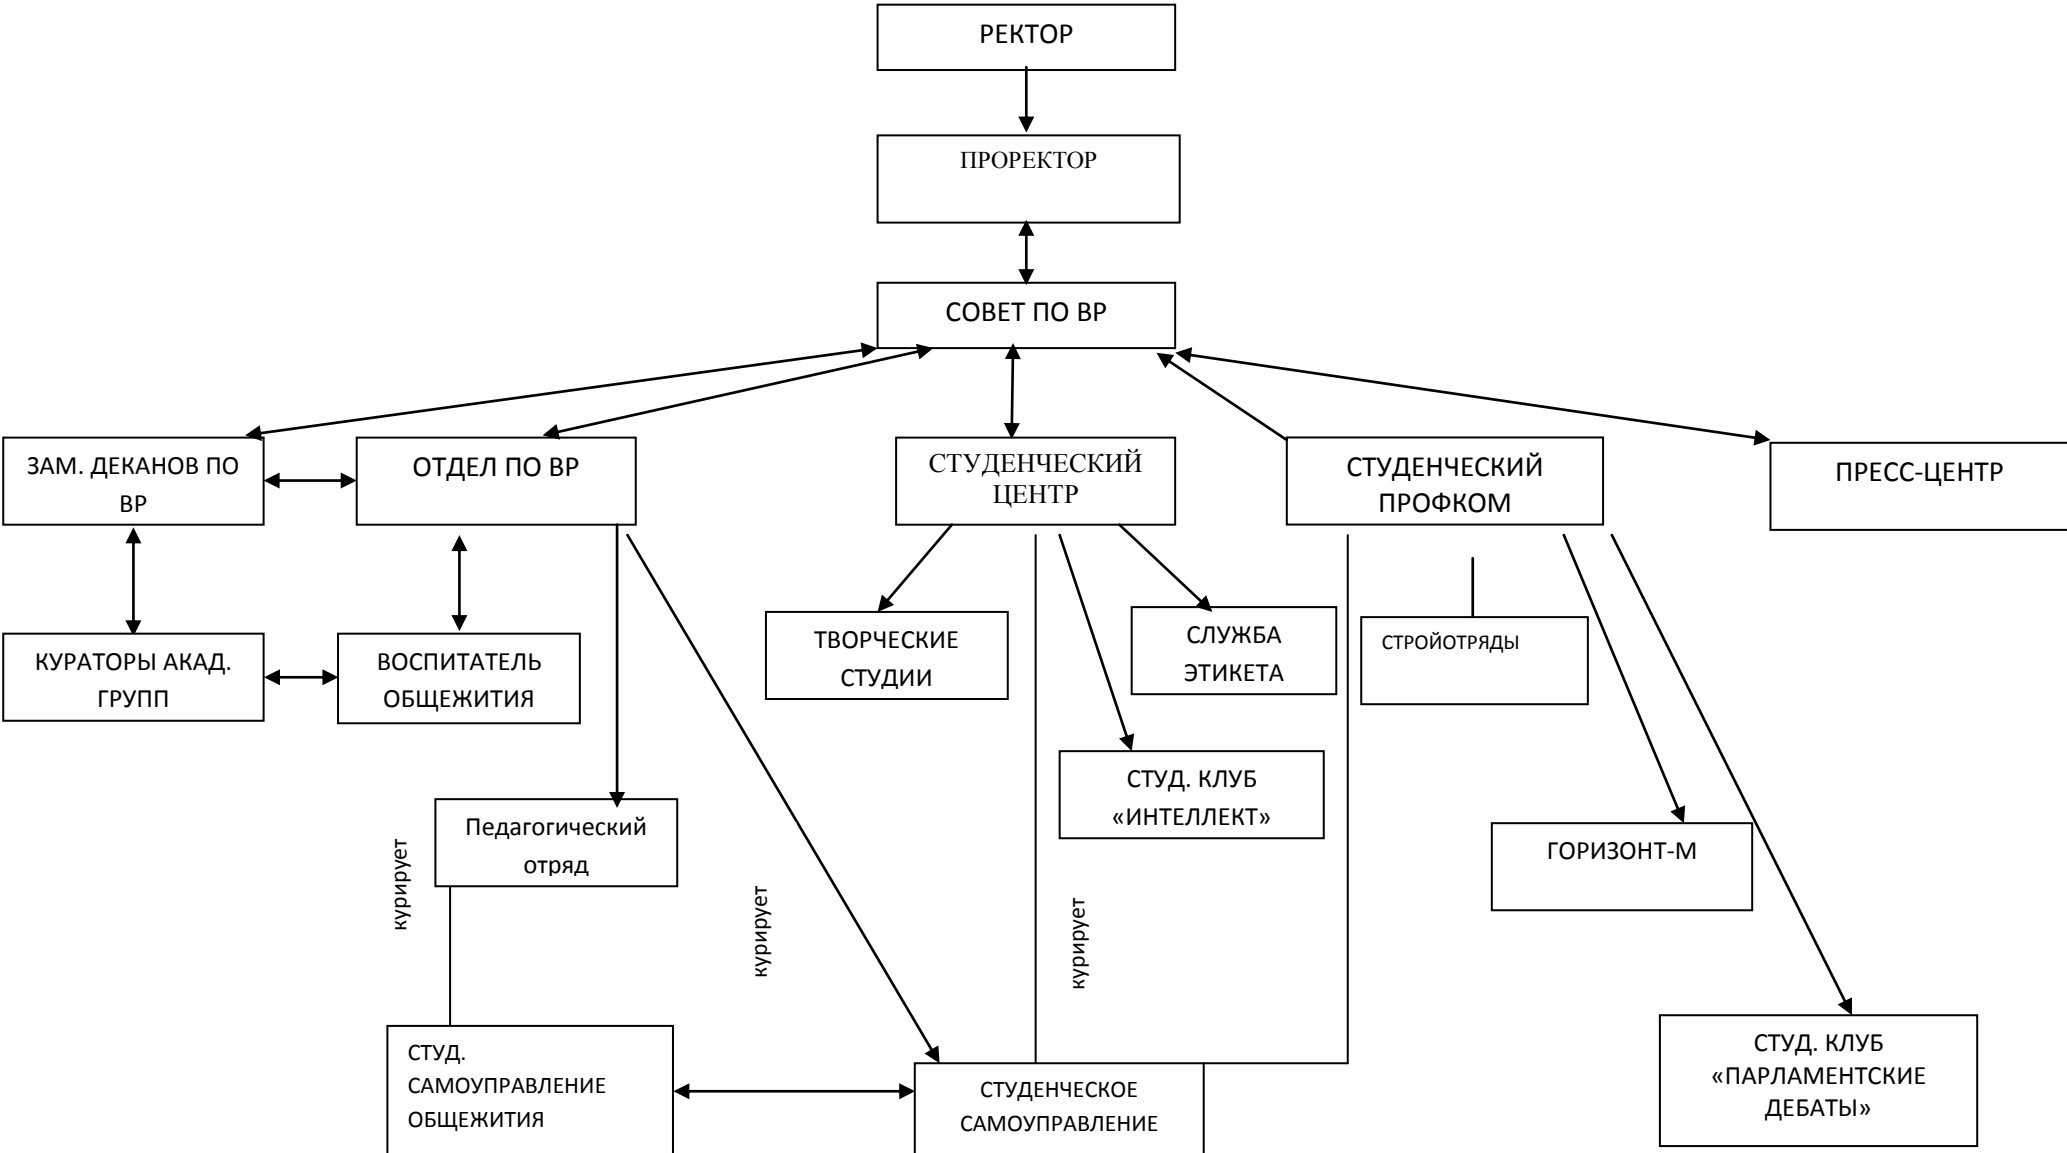 РЕКТОР
ПРОРЕКТОР
СОВЕТ ПО ВР
ЗАМ. ДЕКАНОВ ПО
ВР
ОТДЕЛ ПО ВР
СТУДЕНЧЕСКИЙ
ЦЕНТР
СТУДЕНЧЕСКИЙ
ПРОФКОМ
ПРЕСС-ЦЕНТР
КУРАТОРЫ АКАД.
ГРУПП
ВОСПИТАТЕЛЬ
ОБЩЕЖИТИЯ
ТВОРЧЕСКИЕ
СТУДИИ
СЛУЖБА
ЭТИКЕТА
СТРОЙОТРЯДЫ
СТУД. КЛУБ
«ИНТЕЛЛЕКТ»
Педагогический
отряд
ГОРИЗОНТ-М
курирует
курирует
курирует
СТУД.
САМОУПРАВЛЕНИЕ
ОБЩЕЖИТИЯ
СТУДЕНЧЕСКОЕ
САМОУПРАВЛЕНИЕ
СТУД. КЛУБ
«ПАРЛАМЕНТСКИЕ
ДЕБАТЫ»